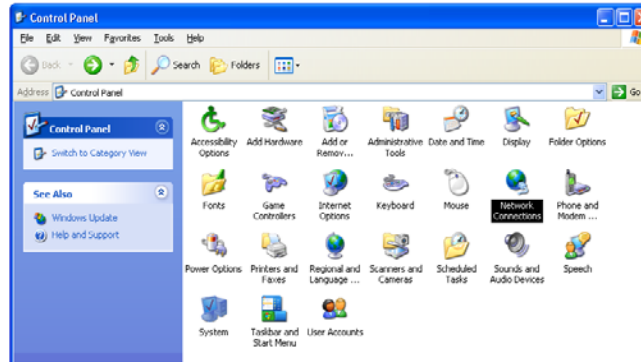 Control Panel
File Edit View Favorites Tools Help
Back Search Folders
Address Control Panel Go
Control Panel
Switch to Category View
See Also
Windows Update
Help and Support
Accessibility Options
Add Hardware
Add or Remov...
Administrative Tools
Date and Time
Display
Folder Options
Fonts
Game Controllers
Internet Options
Keyboard
Mouse
Network Connections
Phone and Modem ...
Power Options
Printers and Faxes
Regional and Language ...
Scanners and Cameras
Scheduled Tasks
Sounds and Audio Devices
Speech
System
Taskbar and Start Menu
User Accounts